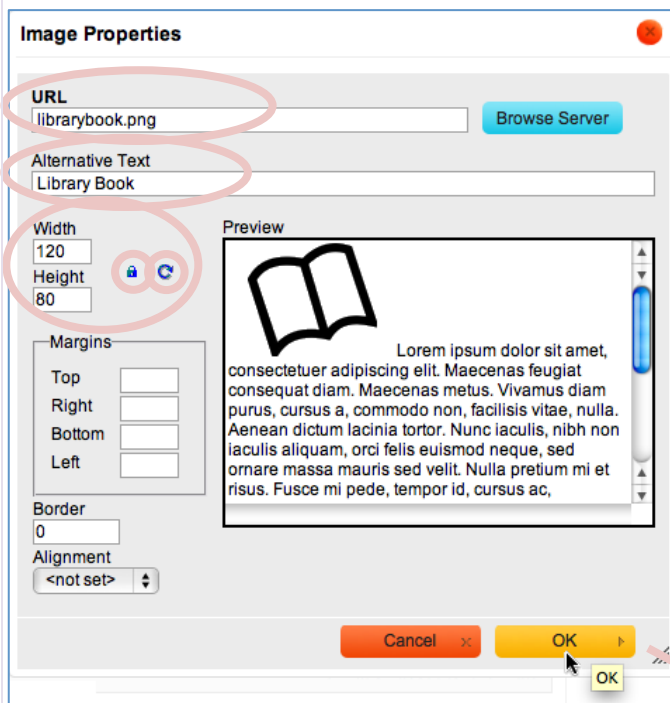 Image Properties
URL
librarybook.png
Browse Server
Alternative Text
Library Book
Width
120
Height
80
Preview
Lorem ipsum dolor sit amet,
consectetuer adipiscing elit. Maecenas feugiat
consequat diam. Maecenas metus. Vivamus diam
purus, cursus a, commodo non, facilisis vitae, nulla.
Aenean dictum lacinia tortor. Nunc iaculis, nibh non
iaculis aliquam, orci felis euismod neque, sed
ornare massa mauris sed velit. Nulla pretium mi et
risus. Fusce mi pede, tempor id, cursus ac,
Margins
Top
Right
Bottom
Left
Border
0
Alignment
<not set>
Cancel
OK
OK